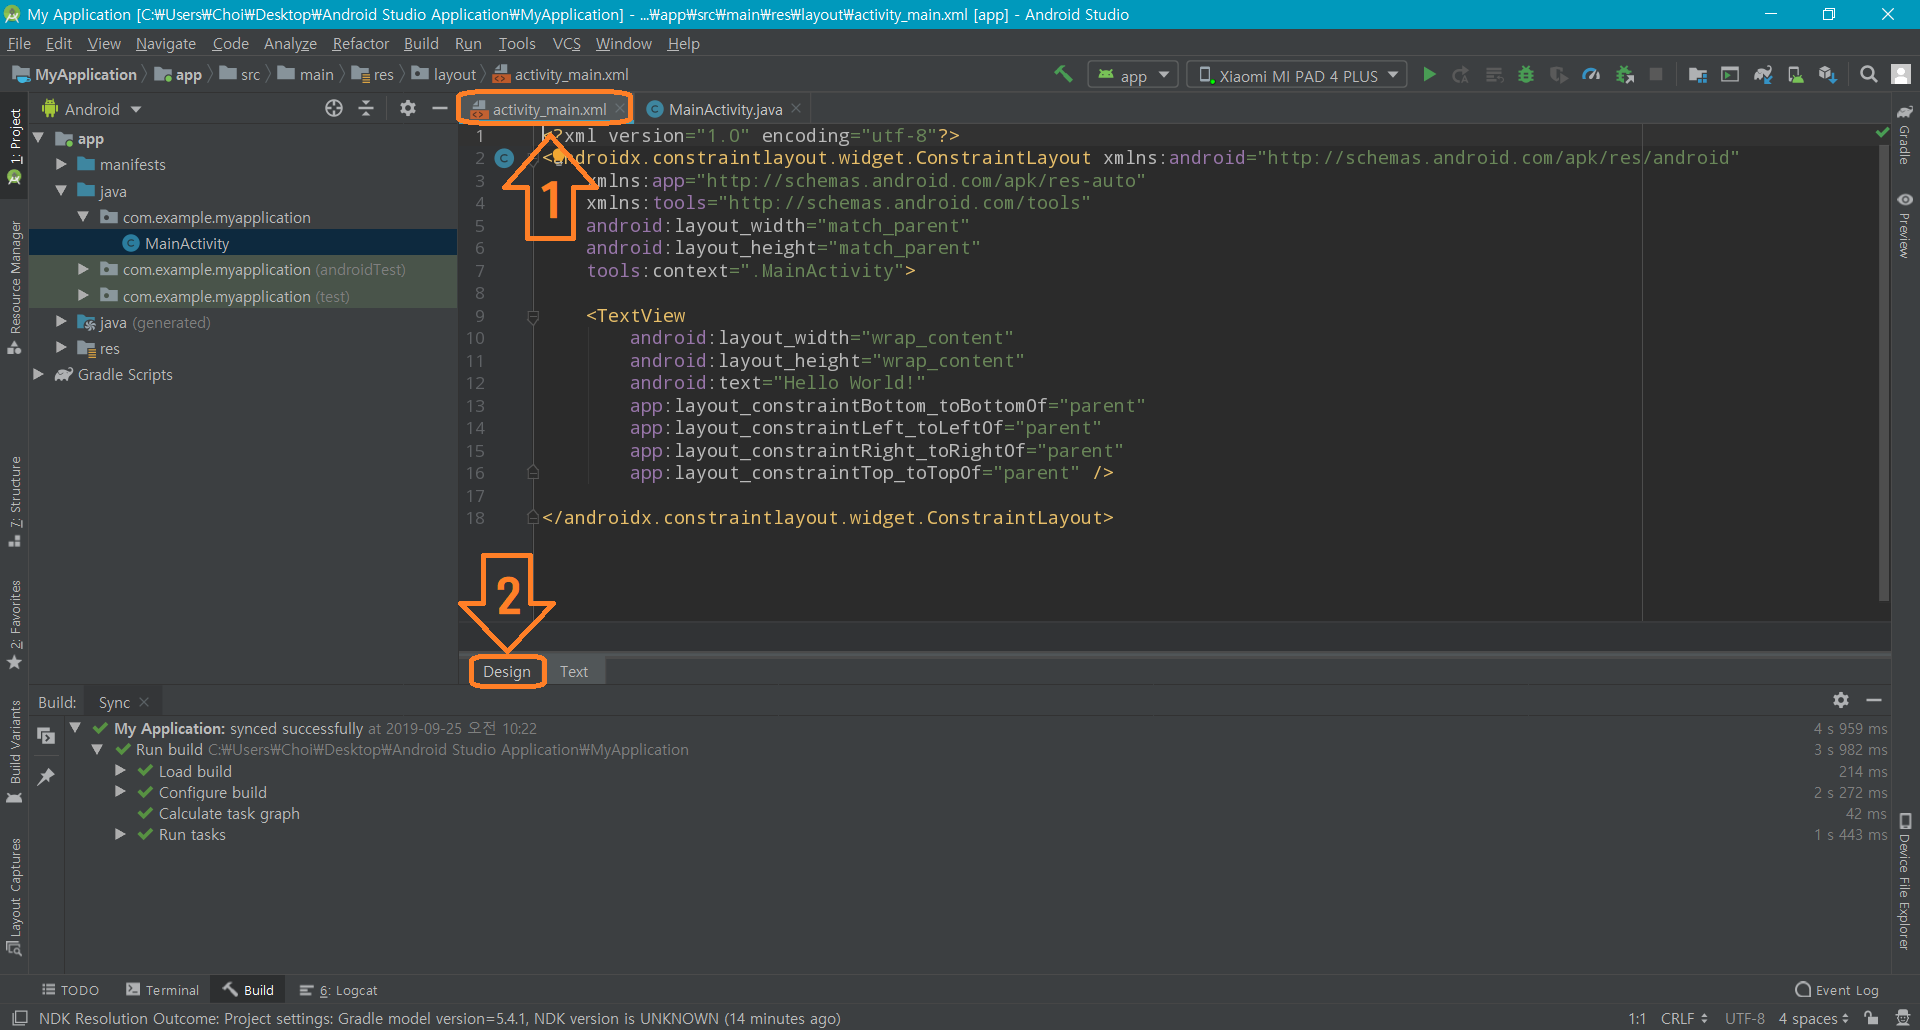 My Application [C:₩Users₩Choi₩Desktop₩Android Studio Application₩MyApplication] - ...₩app₩src₩main₩res₩layout₩activity_main.xml [app] - Android Studio
File Edit View Navigate Code Analyze Refactor Build Run Tools VCS Window Help
MyApplication app src main res layout activity_main.xml app Xiaomi MI PAD 4 PLUS
Android activity_main.xml MainActivity.java
1: Project
Resource Manager
7: Structure
2: Favorites
Build Variants
Layout Captures
app
manifests
java
com.example.myapplication
MainActivity
com.example.myapplication (androidTest)
com.example.myapplication (test)
java (generated)
res
Gradle Scripts
1 <?xml version="1.0" encoding="utf-8"?>
2 <androidx.constraintlayout.widget.ConstraintLayout xmlns:android="http://schemas.android.com/apk/res/android"
3 xmlns:app="http://schemas.android.com/apk/res-auto"
4 xmlns:tools="http://schemas.android.com/tools"
5 android:layout_width="match_parent"
6 android:layout_height="match_parent"
7 tools:context=".MainActivity">
8
9 <TextView
10 android:layout_width="wrap_content"
11 android:layout_height="wrap_content"
12 android:text="Hello World!"
13 app:layout_constraintBottom_toBottomOf="parent"
14 app:layout_constraintLeft_toLeftOf="parent"
15 app:layout_constraintRight_toRightOf="parent"
16 app:layout_constraintTop_toTopOf="parent" />
17
18 </androidx.constraintlayout.widget.ConstraintLayout>
1
2
Design Text
Gradle
Preview
Device File Explorer
Build: Sync
My Application: synced successfully at 2019-09-25 오전 10:22 4 s 959 ms
Run build C:₩Users₩Choi₩Desktop₩Android Studio Application₩MyApplication 3 s 982 ms
Load build 214 ms
Configure build 2 s 272 ms
Calculate task graph 42 ms
Run tasks 1 s 443 ms
TODO Terminal Build 6: Logcat Event Log
NDK Resolution Outcome: Project settings: Gradle model version=5.4.1, NDK version is UNKNOWN (14 minutes ago) 1:1 CRLF UTF-8 4 spaces